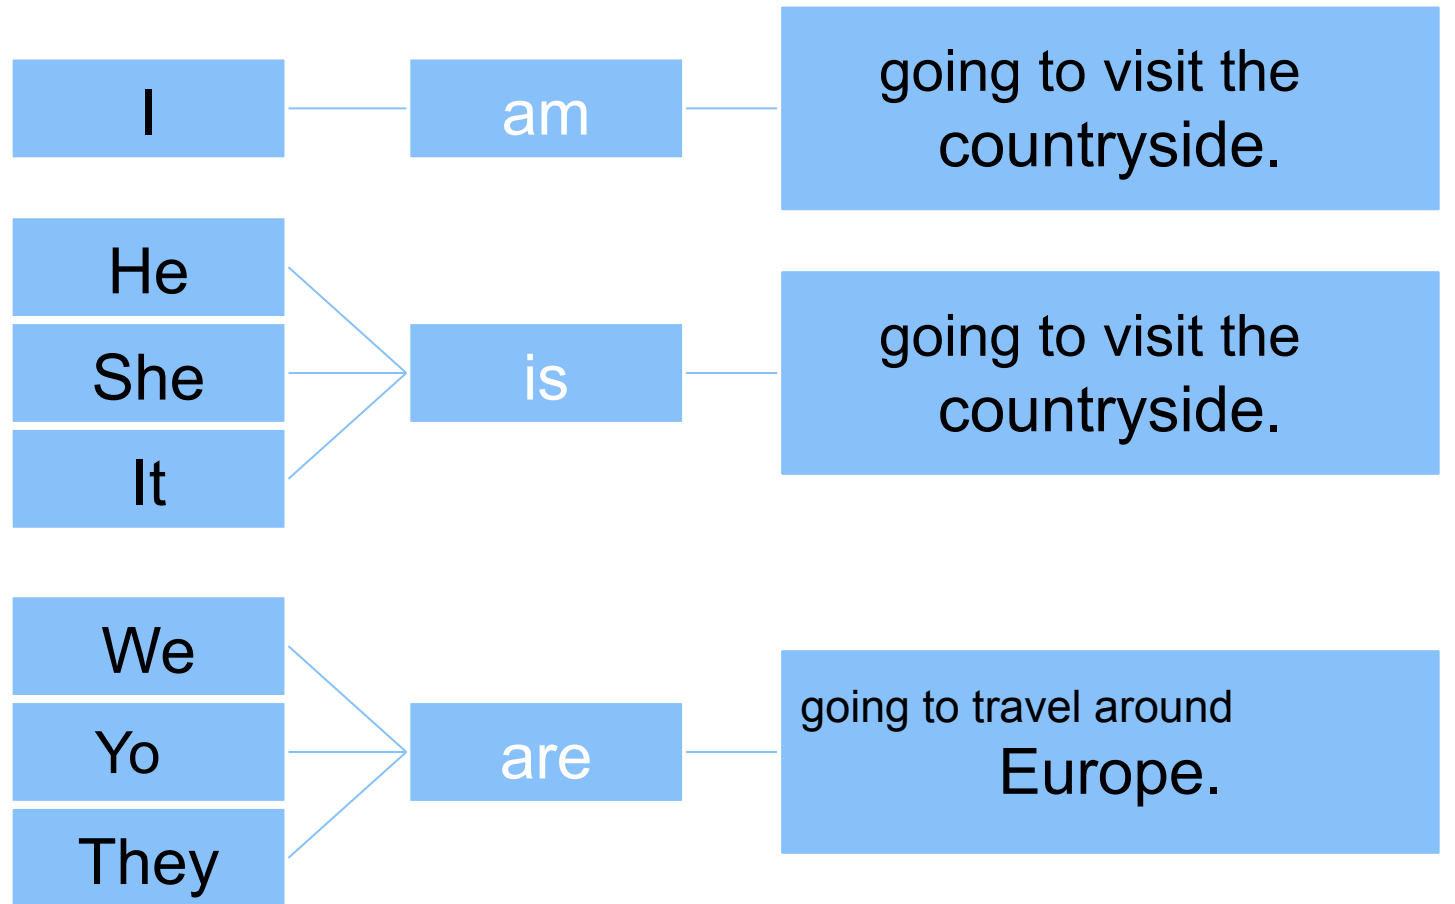 I
am
going to visit the
countryside.
He
She
It
is
going to visit the
countryside.
We
Yo
They
are
going to travel around
Europe.